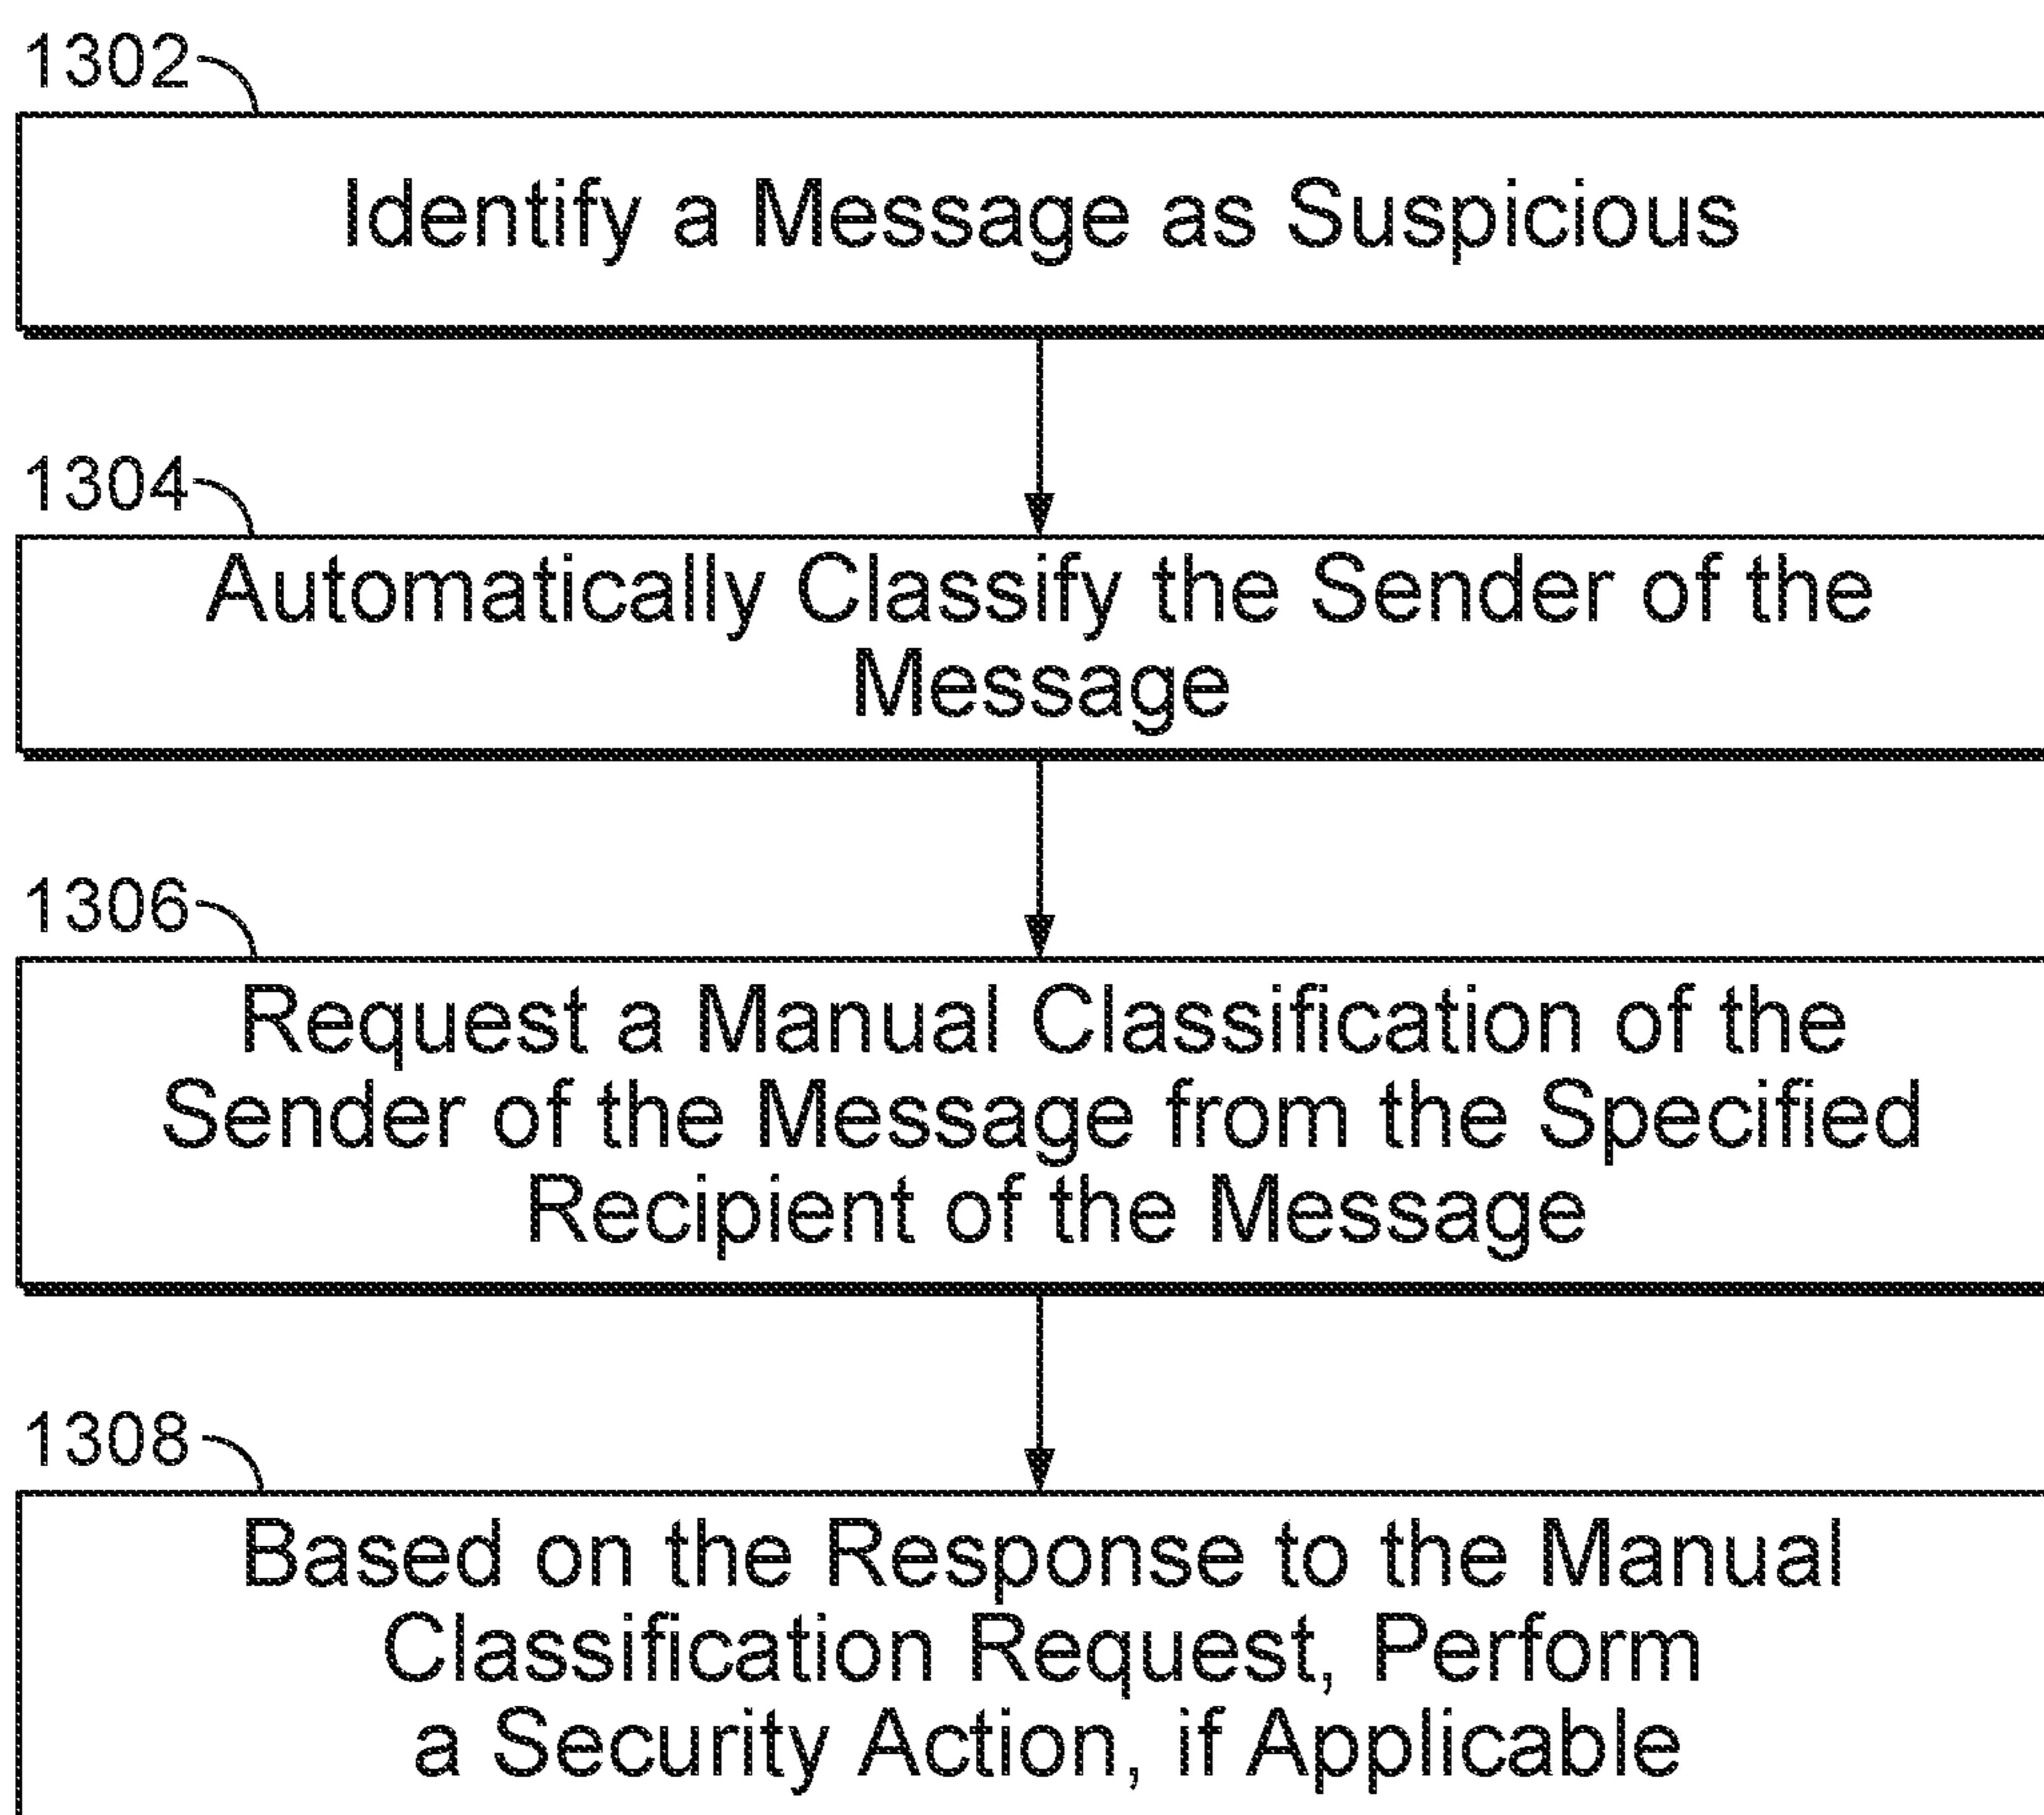 1302
Identify a Message as Suspicious
1304
Automatically Classify the Sender of the
Message
1306
Request a Manual Classification of the
Sender of the Message from the Specified
Recipient of the Message
1308
Based on the Response to the Manual
Classification Request, Perform
a Security Action, if Applicable